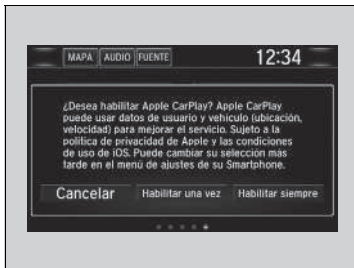 MAPA AUDIO FUENTE 12:34
¿Desea habilitar Apple CarPlay? Apple CarPlay
puede usar datos de usuario y vehículo (ubicación,
velocidad) para mejorar el servicio. Sujeto a la
política de privacidad de Apple y las condiciones
de uso de iOS. Puede cambiar su selección más
tarde en el menú de ajustes de su Smartphone.
Cancelar Habilitar una vez Habilitar siempre